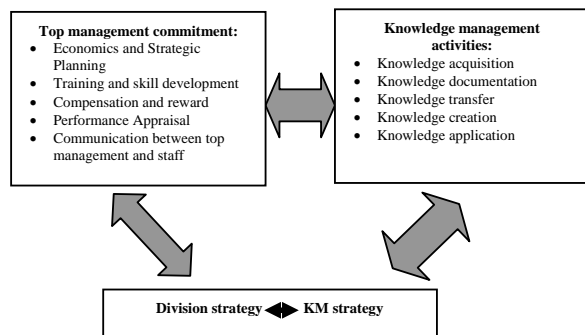 Top management commitment:
• Economics and Strategic
Planning
• Training and skill development
• Compensation and reward
• Performance Appraisal
• Communication between top
management and staff
Knowledge management
activities:
• Knowledge acquisition
• Knowledge documentation
• Knowledge transfer
• Knowledge creation
• Knowledge application
Division strategy KM strategy